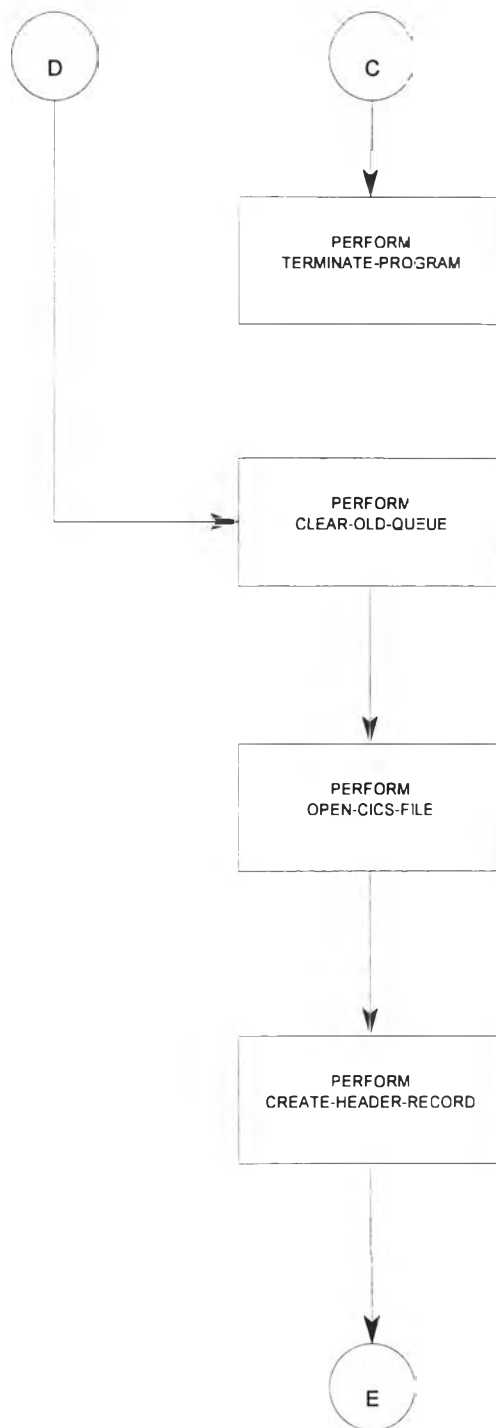 D
C
PERFORM
TERMINATE-PROGRAM
PERFORM
CLEAR-OLD-QUEUE
PERFORM
OPEN-CICS-FILE
PERFORM
CREATE-HEADER-RECORD
E